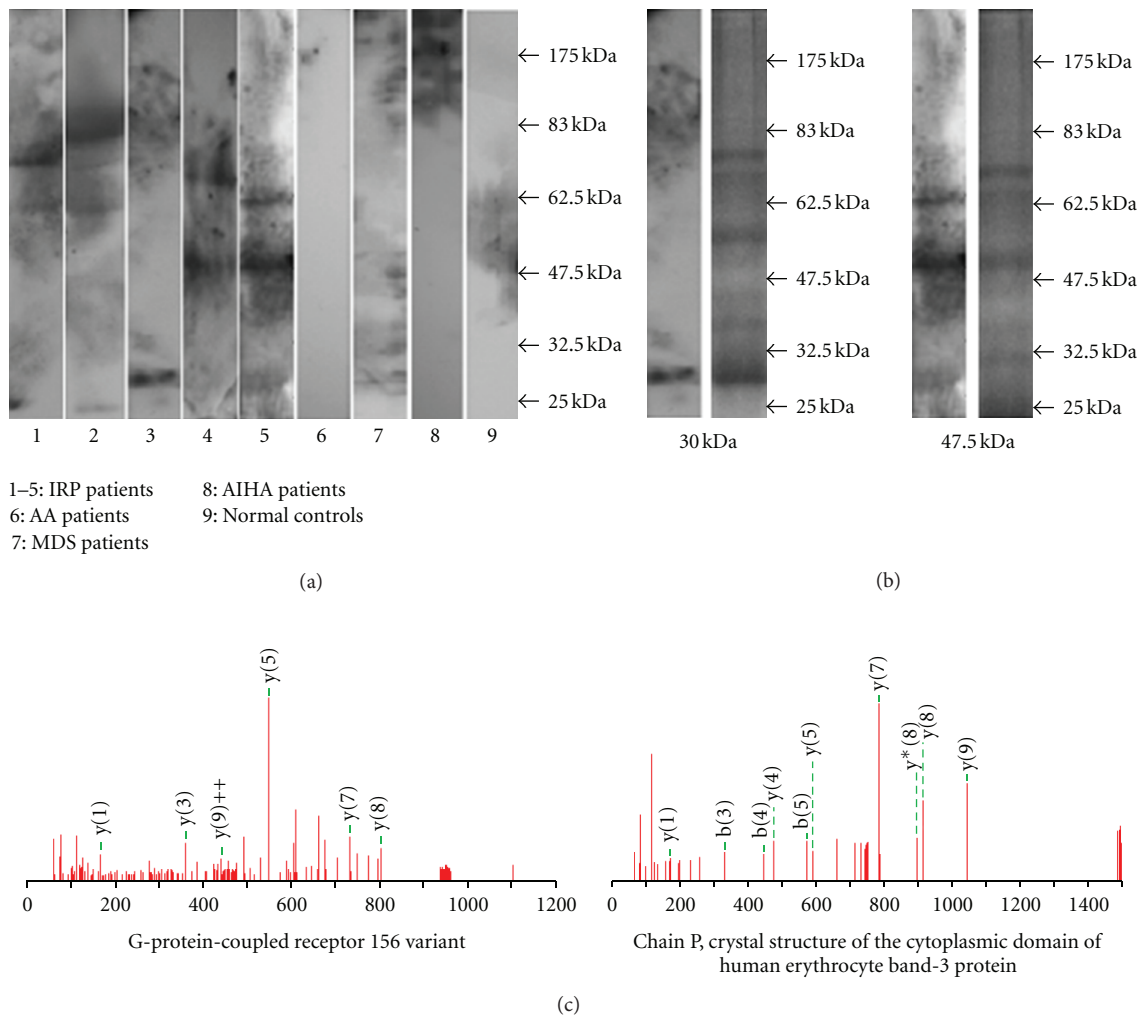 ← 175 kDa
← 83 kDa
← 62.5 kDa
← 47.5 kDa
← 32.5 kDa
← 25 kDa
1 2 3 4 5 6 7 8 9
1–5: IRP patients
6: AA patients
7: MDS patients
8: AIHA patients
9: Normal controls
(a)
← 175 kDa
← 83 kDa
← 62.5 kDa
← 47.5 kDa
← 32.5 kDa
← 25 kDa
30 kDa
← 175 kDa
← 83 kDa
← 62.5 kDa
← 47.5 kDa
← 32.5 kDa
← 25 kDa
47.5 kDa
(b)
y(1)
y(3)
y(9)++
y(5)
y(7)
y(8)
0 200 400 600 800 1000 1200
G-protein-coupled receptor 156 variant
y(1)
b(3)
b(4)
y(4)
b(5)
y(5)
y(7)
y*(8)
y(8)
y(9)
0 200 400 600 800 1000 1200 1400
Chain P, crystal structure of the cytoplasmic domain of
human erythrocyte band-3 protein
(c)